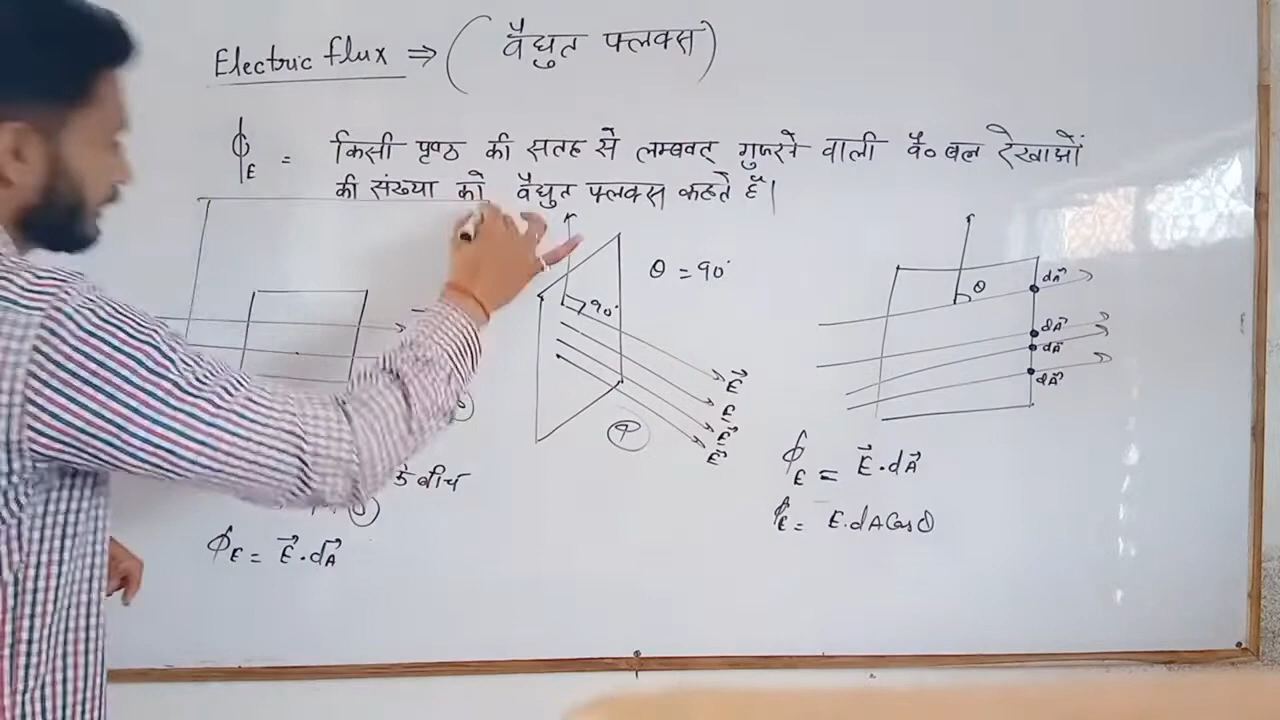 Electric flux ⇒ (वैद्युत फ्लक्स)
ϕE = किसी पृष्ठ की सतह से लम्बवत् गुजरने वाली वै० बल रेखाओं
की संख्या को वैद्युत फ्लक्स कहते हैं।
θ = 90°
90°
E⃗
E⃗
E⃗
E⃗
θ
dA⃗
dA⃗
dA⃗
dA⃗
के बीच
ϕE = E⃗.dA⃗
ϕE = E⃗.dA⃗
ϕE = E.dA Cosθ